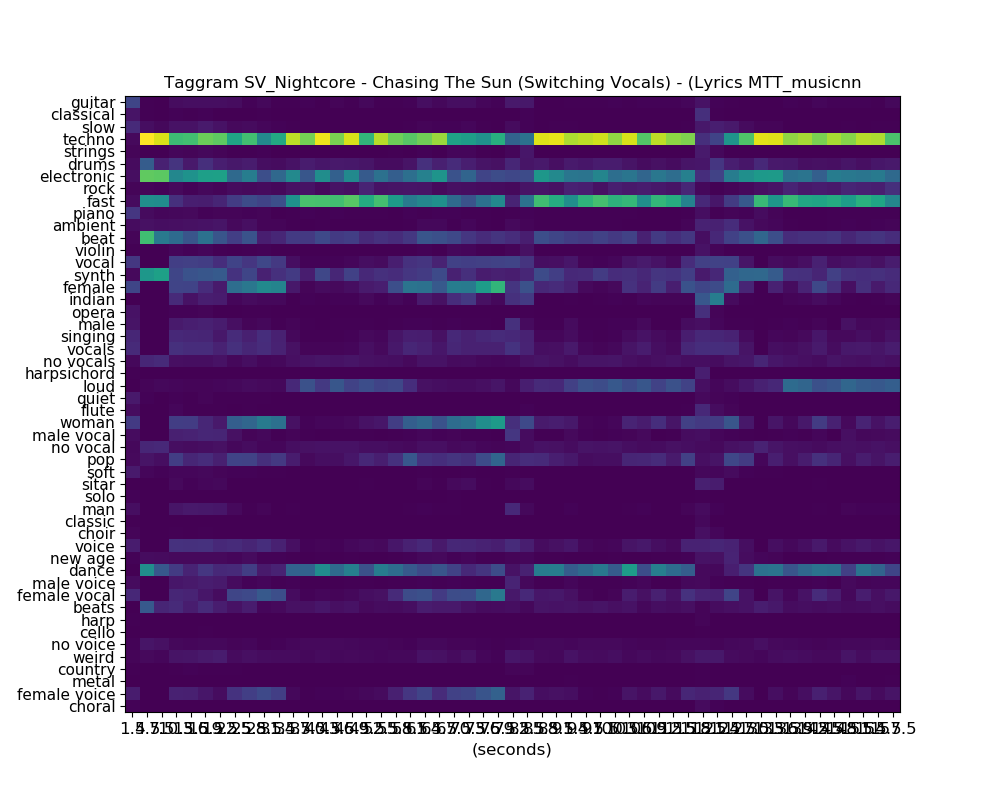 Taggram SV_Nightcore - Chasing The Sun (Switching Vocals) - (Lyrics MTT_musicnn
guitar
classical
slow
techno
strings
drums
electronic
rock
fast
piano
ambient
beat
violin
vocal
synth
female
indian
opera
male
singing
vocals
no vocals
harpsichord
loud
quiet
flute
woman
male vocal
no vocal
pop
soft
sitar
solo
man
classic
choir
voice
new age
dance
male voice
female vocal
beats
harp
cello
no voice
weird
country
metal
female voice
choral
(seconds)